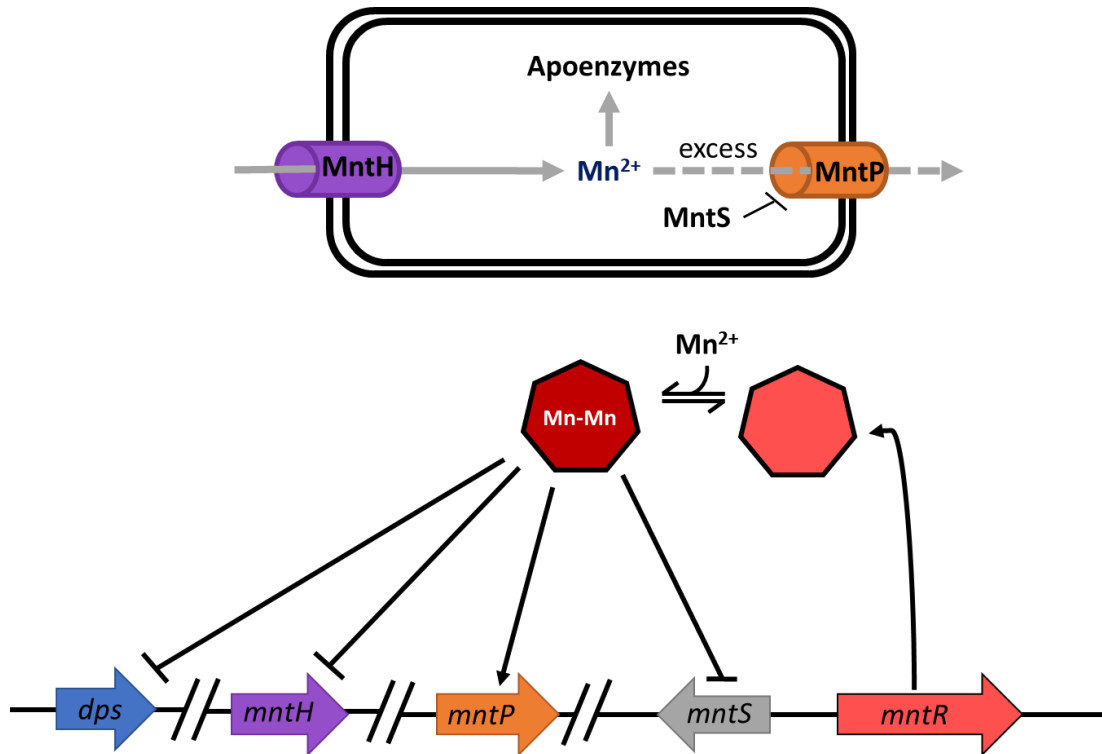 Apoenzymes
MntH
Mn²⁺
excess
MntP
MntS
Mn²⁺
Mn-Mn
dps
mntH
mntP
mntS
mntR